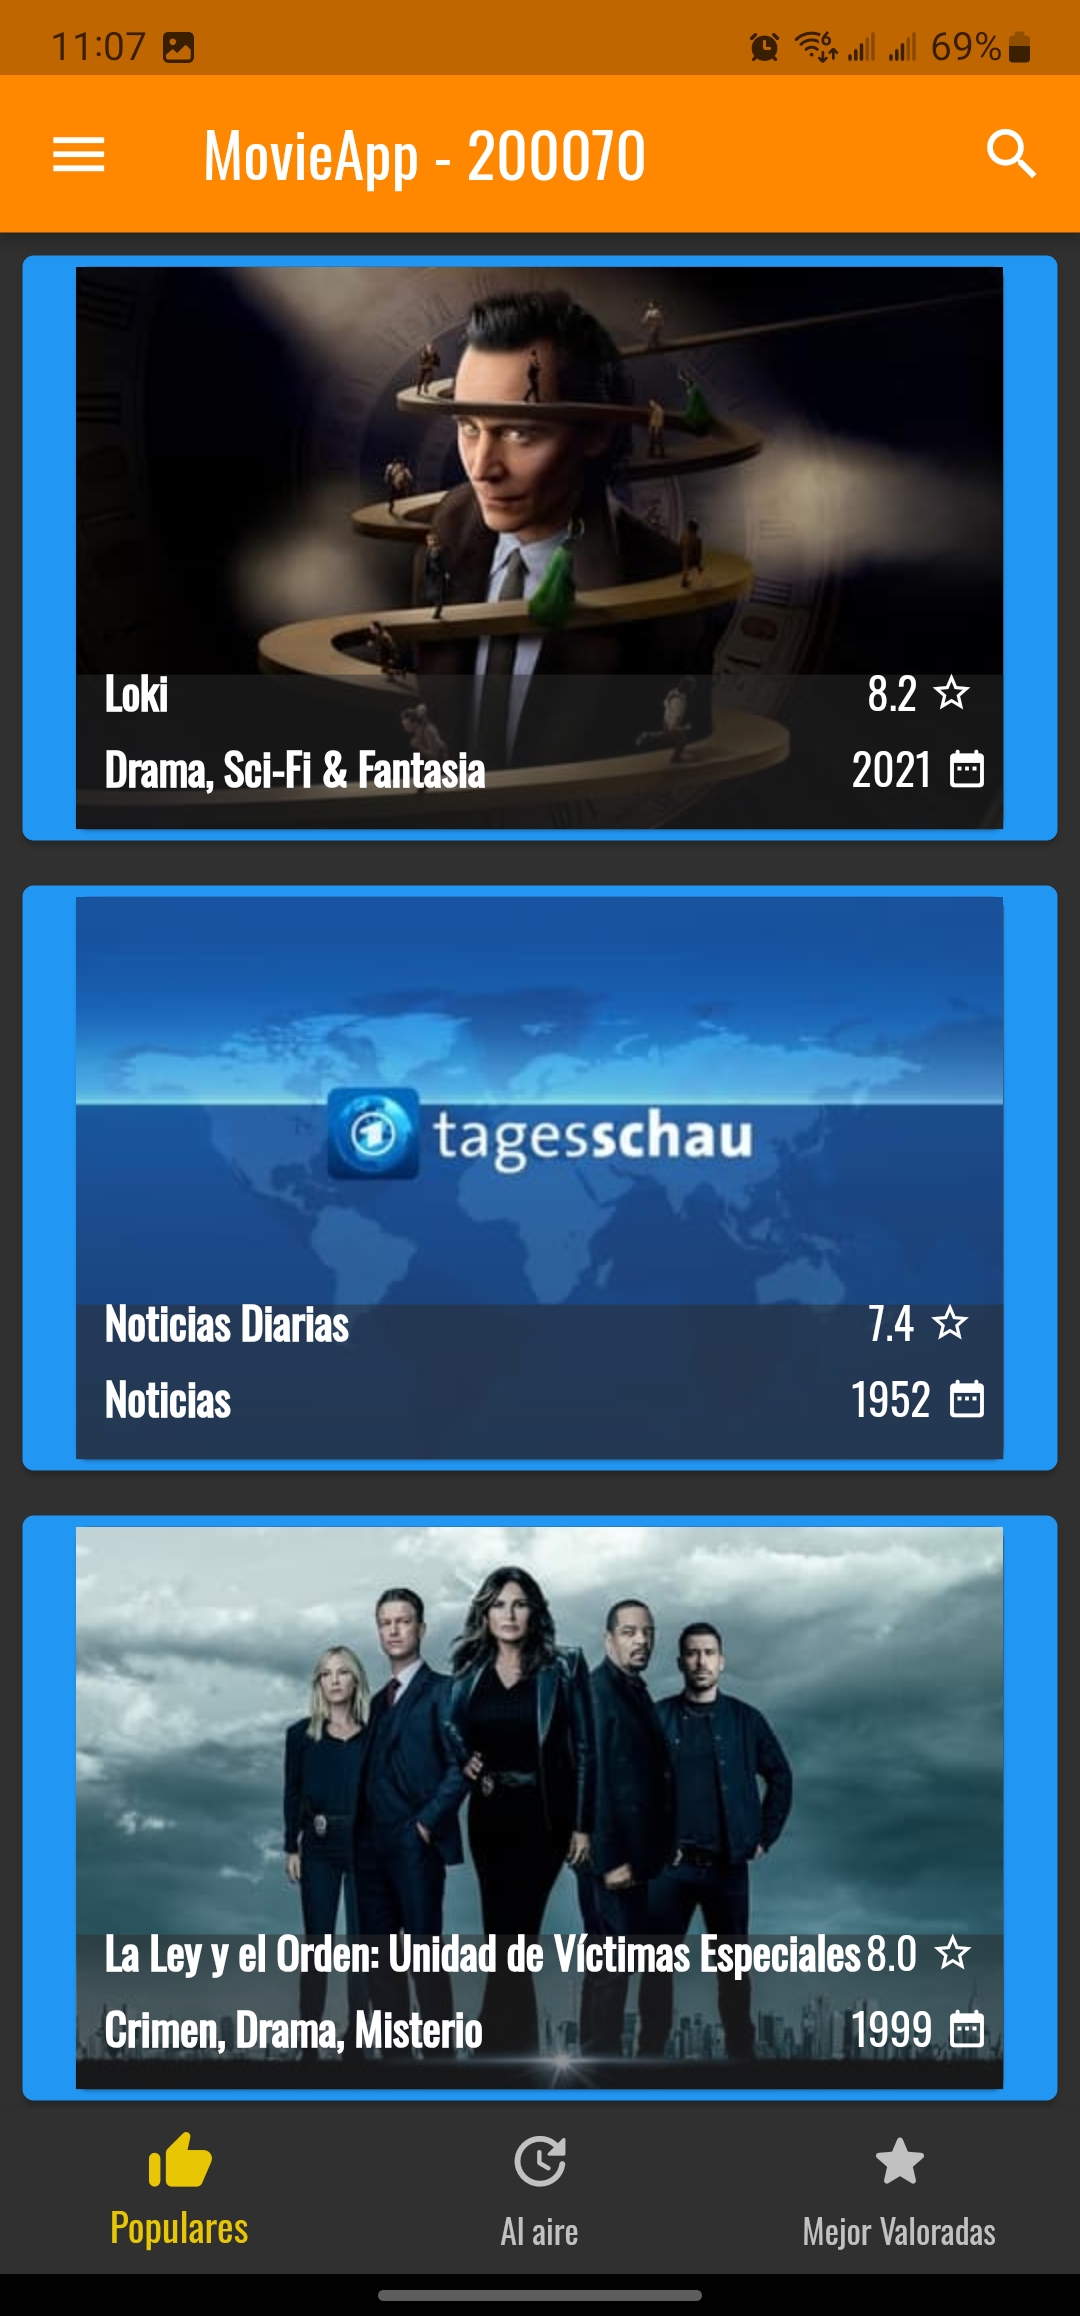 11:07 69%
MovieApp - 200070
Loki 8.2
Drama, Sci-Fi & Fantasia 2021
tagesschau
Noticias Diarias 7.4
Noticias 1952
La Ley y el Orden: Unidad de Víctimas Especiales 8.0
Crimen, Drama, Misterio 1999
Populares Al aire Mejor Valoradas